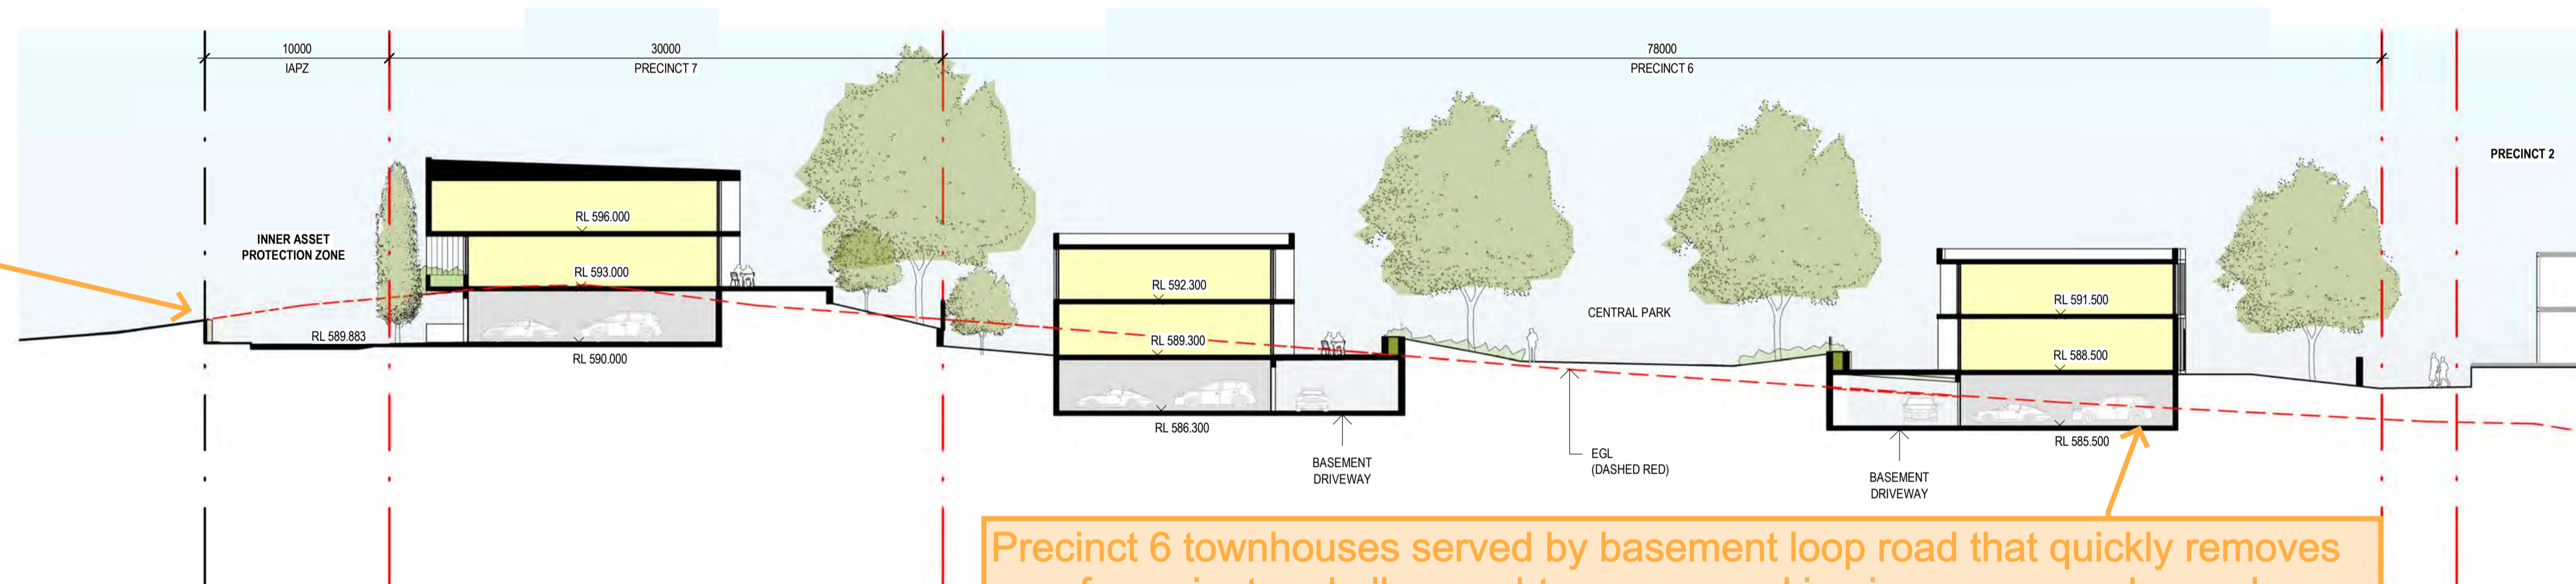 10000
IAPZ
30000
PRECINCT 7
78000
PRECINCT 6
PRECINCT 2
INNER ASSET
PROTECTION ZONE
RL 596.000
RL 593.000
RL 589.883
RL 590.000
RL 592.300
RL 589.300
RL 586.300
BASEMENT
DRIVEWAY
CENTRAL PARK
EGL
(DASHED RED)
RL 591.500
RL 588.500
RL 585.500
BASEMENT
DRIVEWAY
Precinct 6 townhouses served by basement loop road that quickly removes